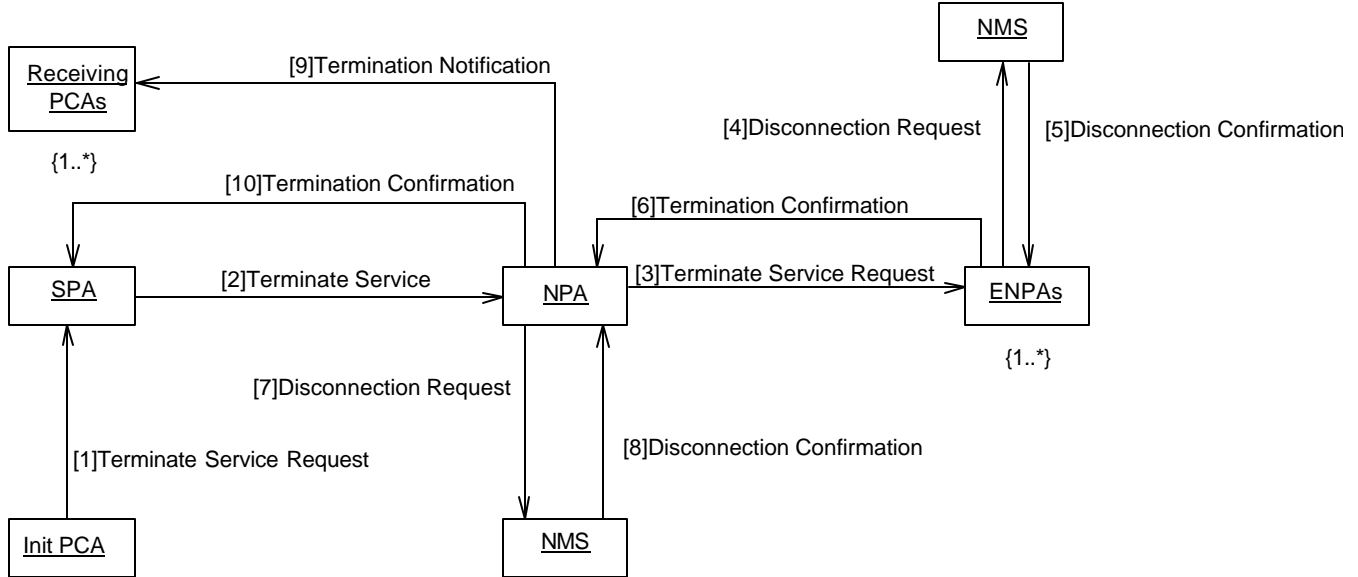 NMS
Receiving
PCAs
[9]Termination Notification
[4]Disconnection Request
[5]Disconnection Confirmation
{1..*}
[10]Termination Confirmation
[6]Termination Confirmation
SPA
[2]Terminate Service
NPA
[3]Terminate Service Request
ENPAs
{1..*}
[7]Disconnection Request
[8]Disconnection Confirmation
[1]Terminate Service Request
Init PCA
NMS